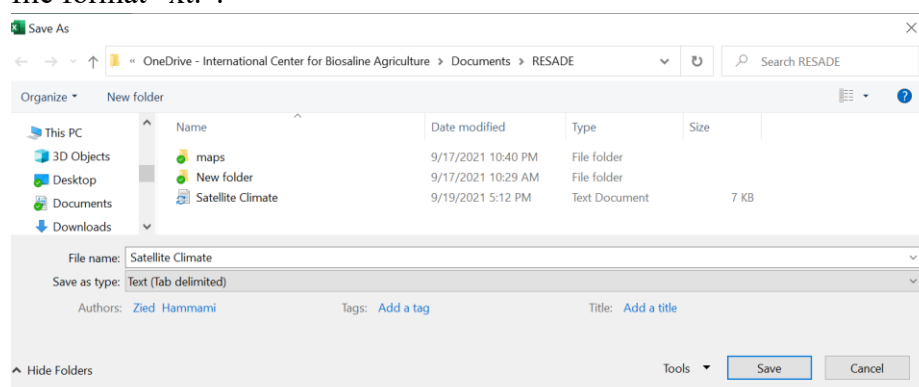 file format "xt."."
Save As
« OneDrive - International Center for Biosaline Agriculture > Documents > RESADE
Search RESADE
Organize
New folder
Name Date modified Type Size
This PC
3D Objects
Desktop
Documents
Downloads
maps 9/17/2021 10:40 PM File folder
New folder 9/17/2021 10:29 AM File folder
Satellite Climate 9/19/2021 5:12 PM Text Document 7 KB
File name: Satellite Climate
Save as type: Text (Tab delimited)
Authors: Zied Hammami Tags: Add a tag Title: Add a title
Hide Folders
Tools Save Cancel